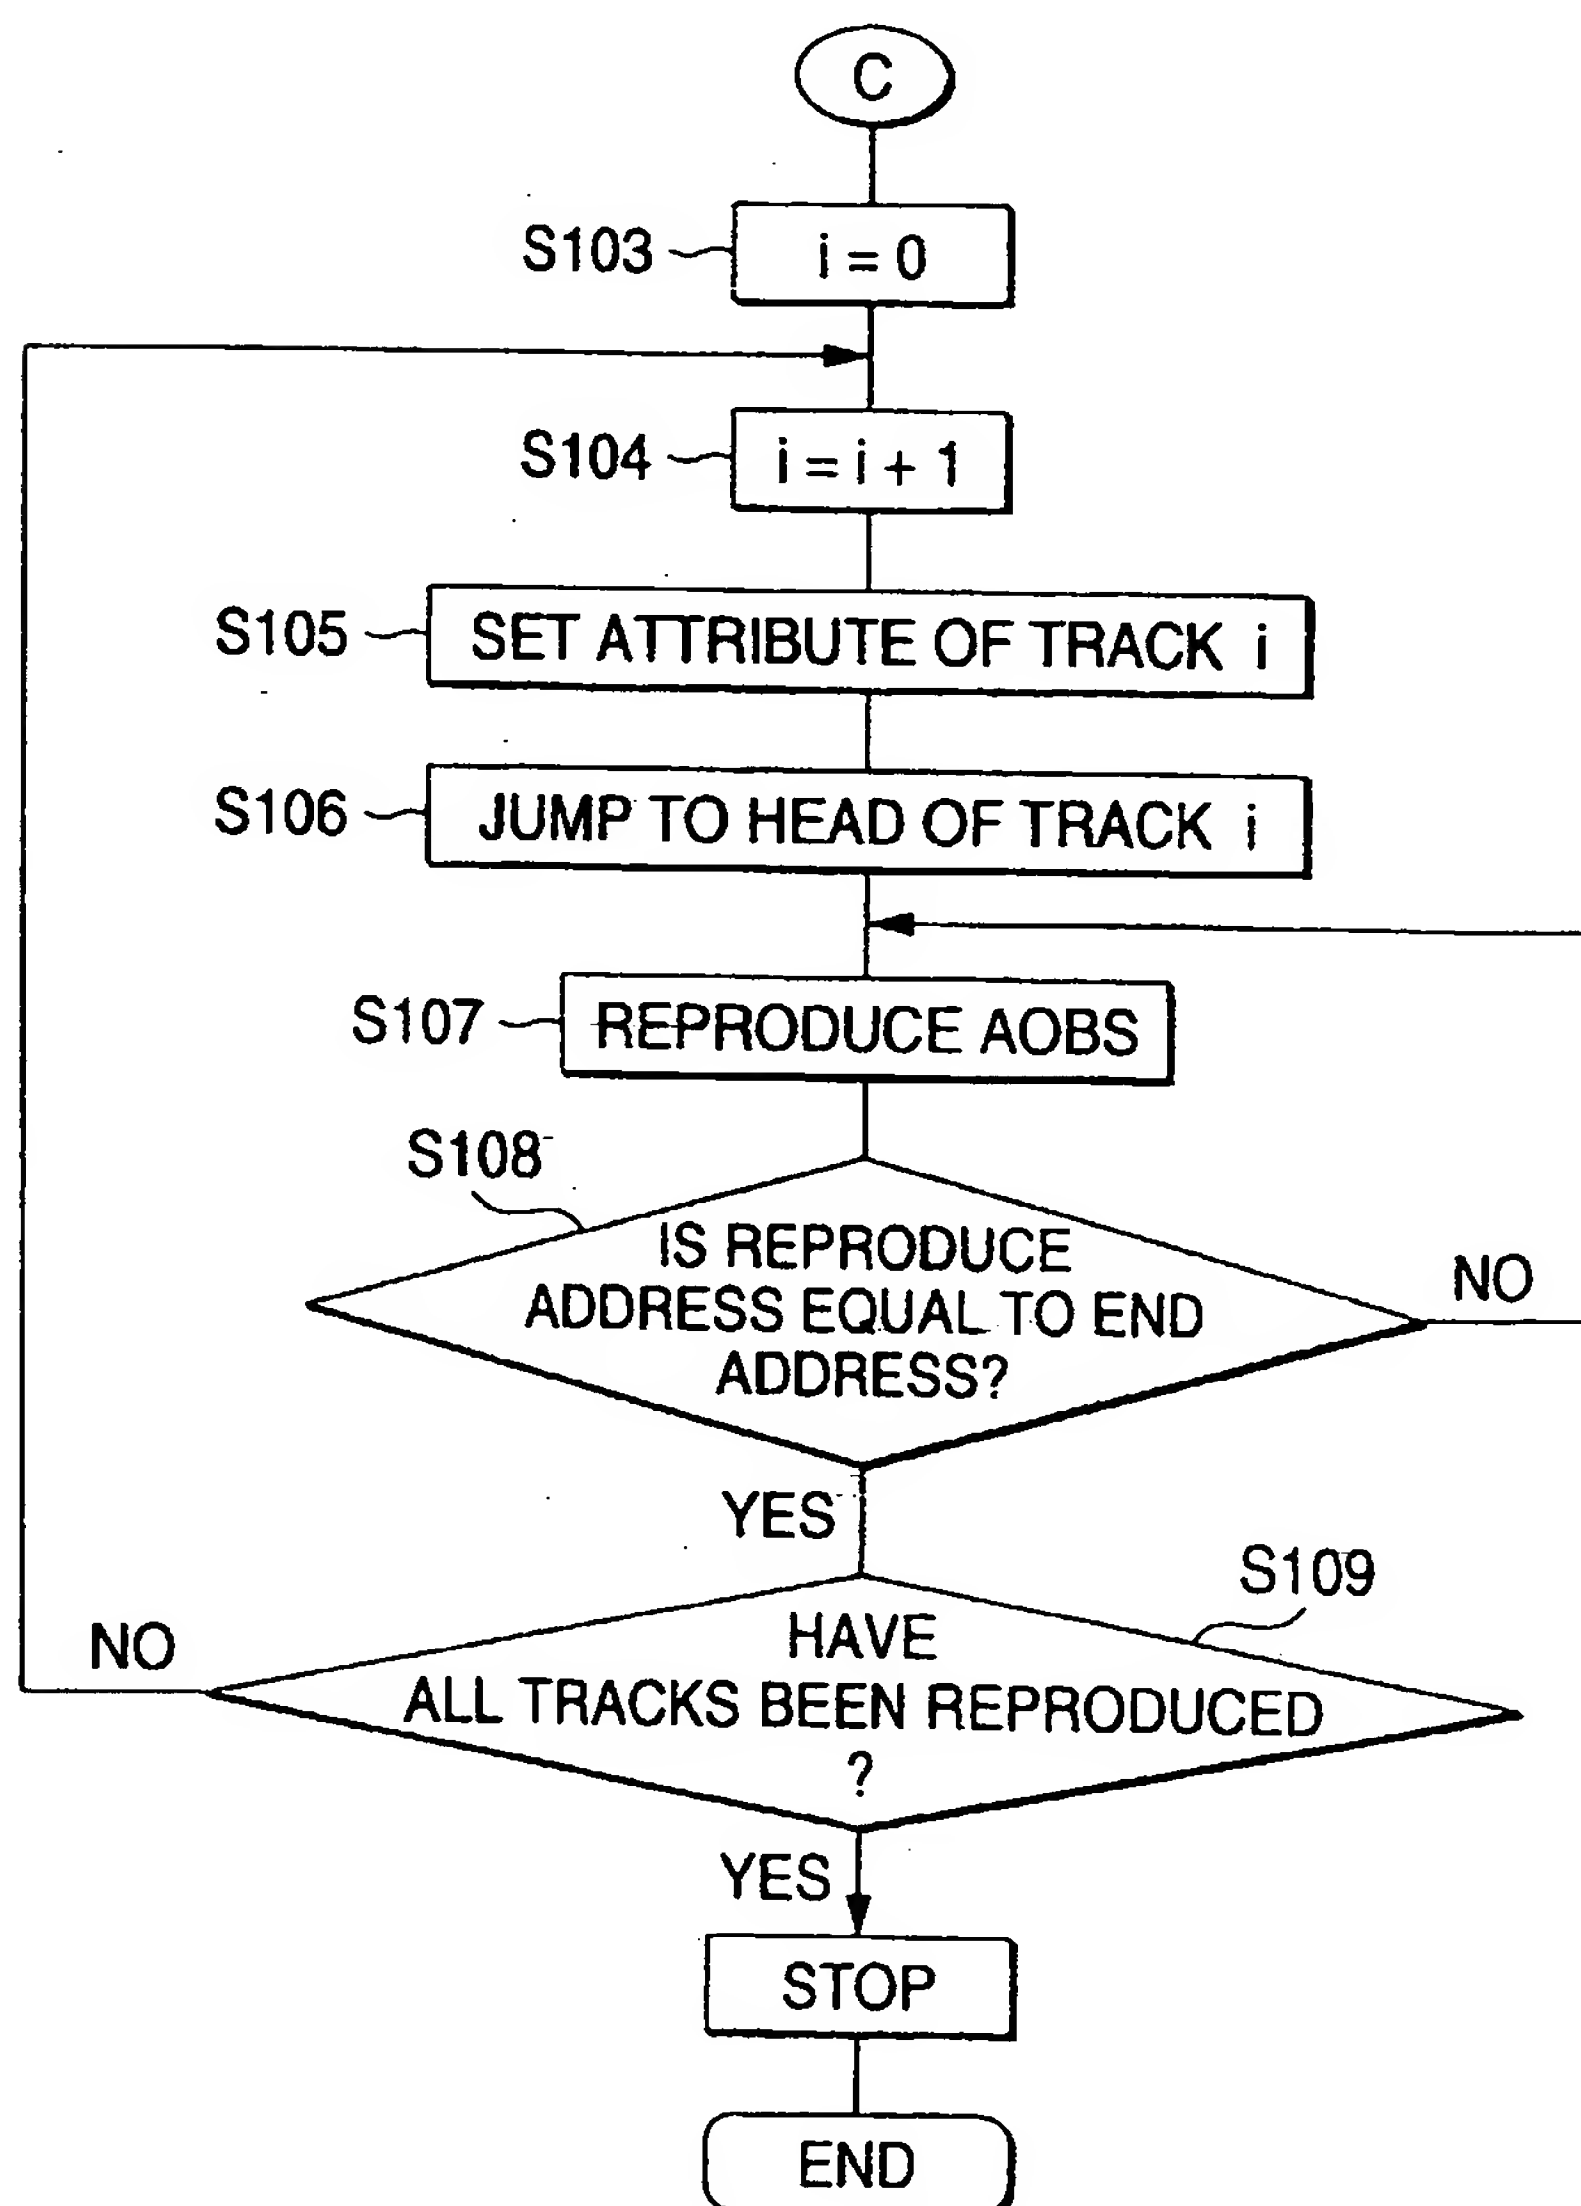 C
S103
i = 0
S104
i = i + 1
S105
SET ATTRIBUTE OF TRACK i
S106
JUMP TO HEAD OF TRACK i
S107
REPRODUCE AOBS
S108
IS REPRODUCE
ADDRESS EQUAL TO END
ADDRESS?
NO
YES
S109
HAVE
ALL TRACKS BEEN REPRODUCED
?
NO
YES
STOP
END